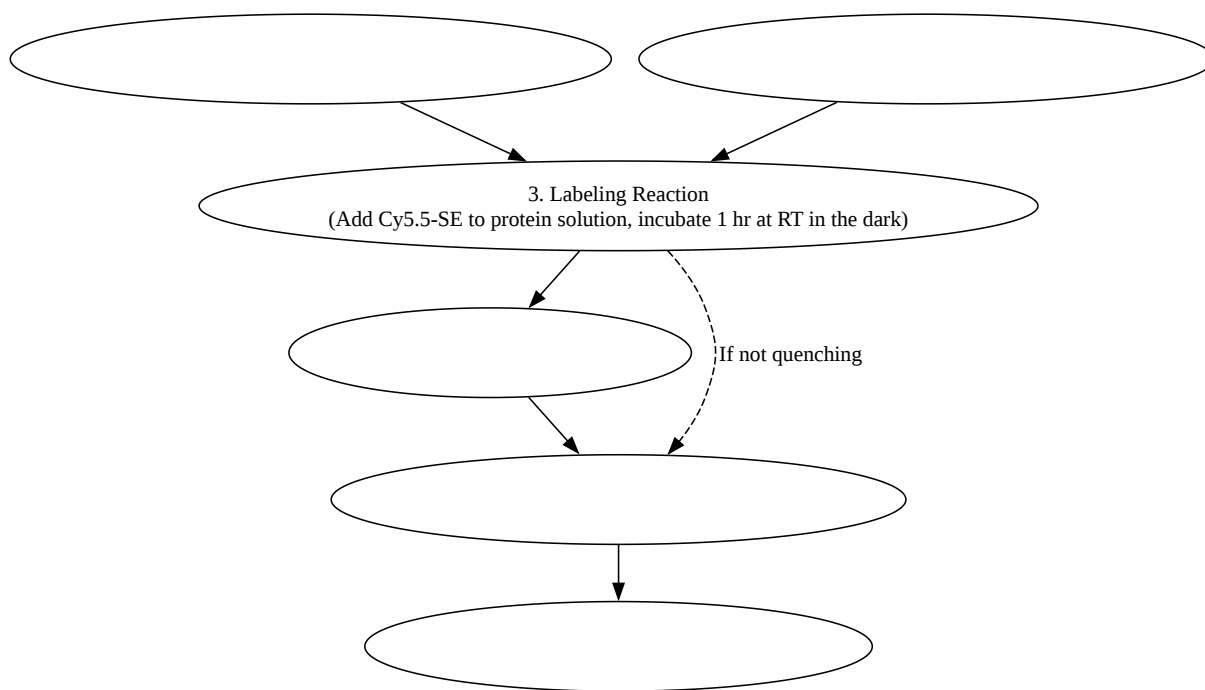 3. Labeling Reaction
(Add Cy5.5-SE to protein solution, incubate 1 hr at RT in the dark)
If not quenching